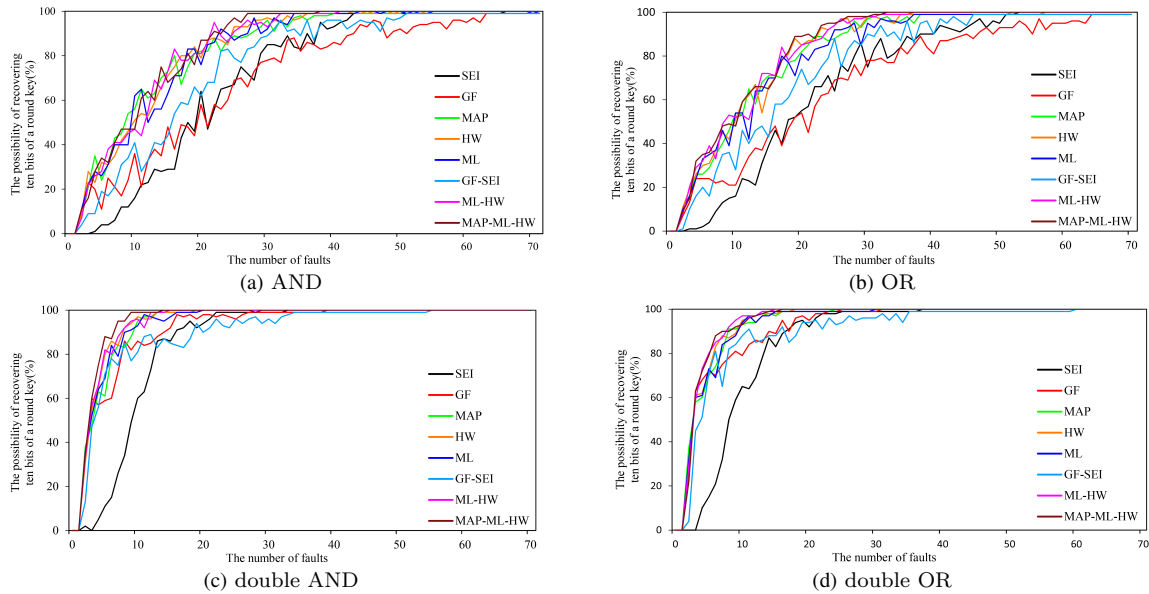 The possibility of recovering
ten bits of a round key(%)
100
80
60
40
20
0
0 10 20 30 40 50 60 70
The number of faults
SEI
GF
MAP
HW
ML
GF-SEI
ML-HW
MAP-ML-HW
(a) AND
The possibility of recovering
ten bits of a round key(%)
100
80
60
40
20
0
0 10 20 30 40 50 60 70
The number of faults
SEI
GF
MAP
HW
ML
GF-SEI
ML-HW
MAP-ML-HW
(b) OR
The possibility of recovering
ten bits of a round key(%)
100
80
60
40
20
0
0 10 20 30 40 50 60 70
The number of faults
SEI
GF
MAP
HW
ML
GF-SEI
ML-HW
MAP-ML-HW
(c) double AND
The possibility of recovering
ten bits of a round key(%)
100
80
60
40
20
0
0 10 20 30 40 50 60 70
The number of faults
SEI
GF
MAP
HW
ML
GF-SEI
ML-HW
MAP-ML-HW
(d) double OR